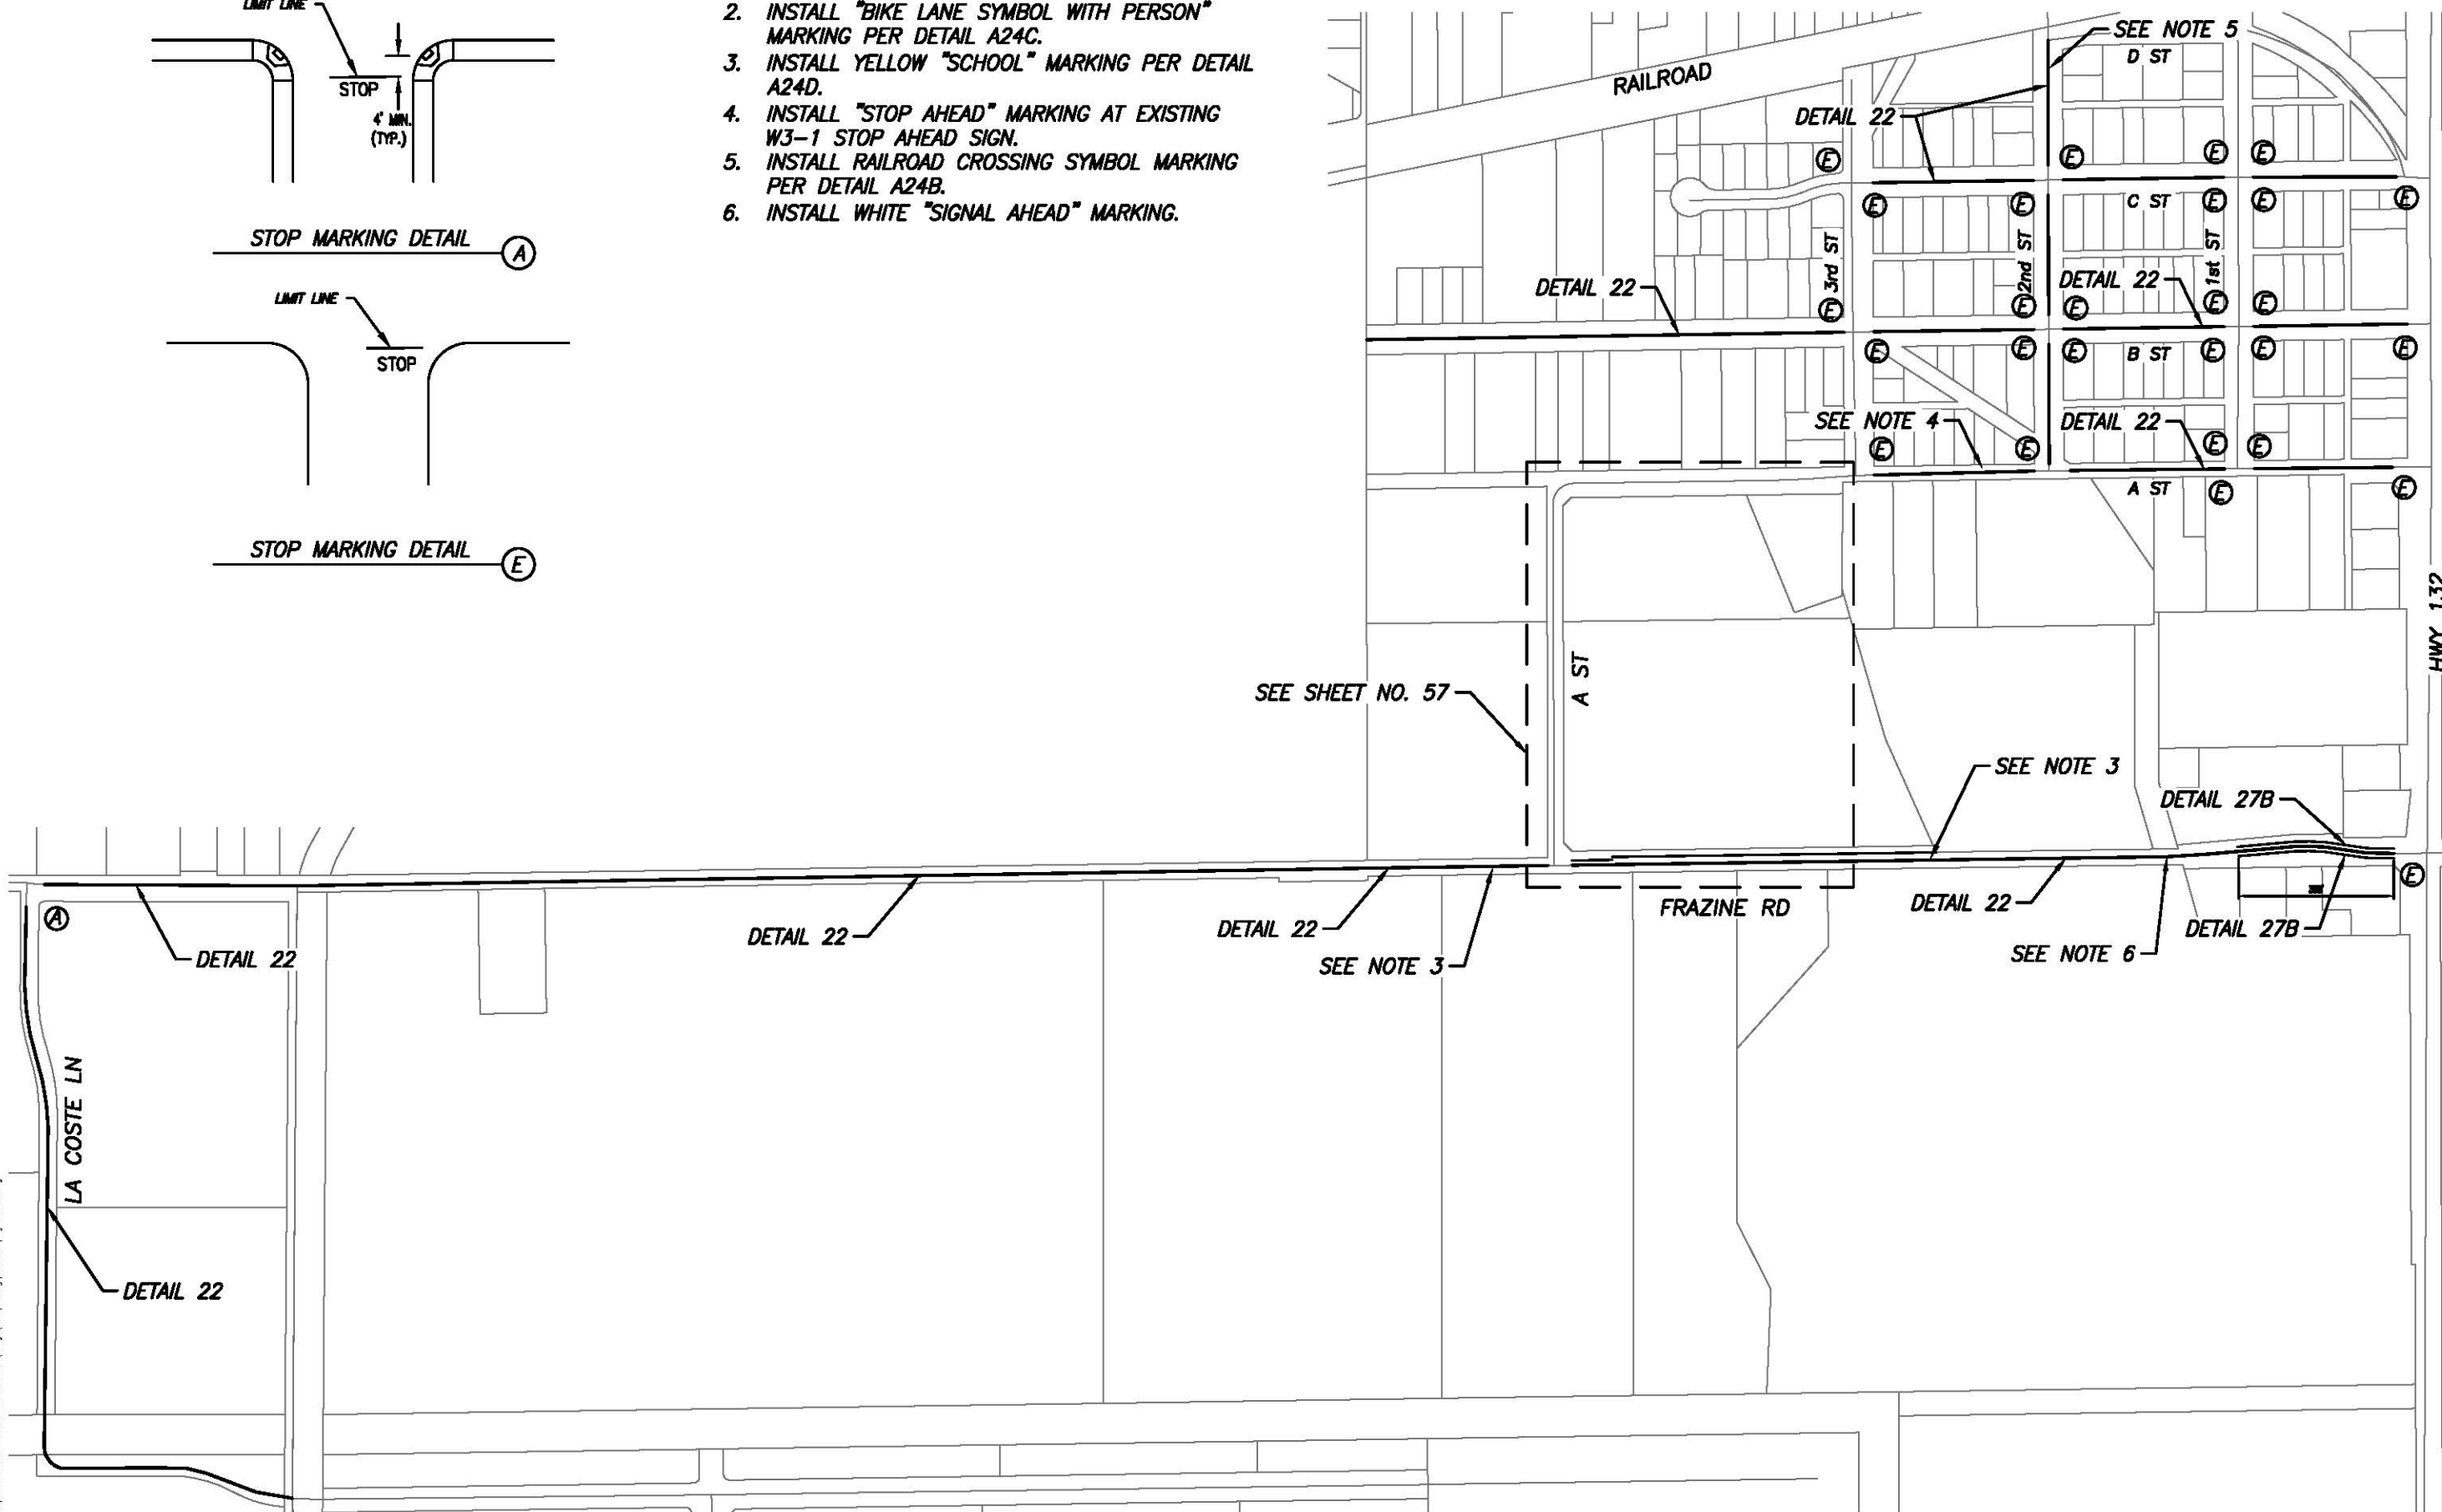 LIMIT LINE
STOP
4' MIN.
(TYP.)
STOP MARKING DETAIL
A
LIMIT LINE
STOP
STOP MARKING DETAIL
E
2. INSTALL "BIKE LANE SYMBOL WITH PERSON"
MARKING PER DETAIL A24C.
3. INSTALL YELLOW "SCHOOL" MARKING PER DETAIL
A24D.
4. INSTALL "STOP AHEAD" MARKING AT EXISTING
W3-1 STOP AHEAD SIGN.
5. INSTALL RAILROAD CROSSING SYMBOL MARKING
PER DETAIL A24B.
6. INSTALL WHITE "SIGNAL AHEAD" MARKING.
SEE NOTE 5
D ST
RAILROAD
DETAIL 22
E
E
E
E
E
E
C ST
E
E
E
3rd ST
2nd ST
1st ST
DETAIL 22
DETAIL 22
E
E
E
E
E
E
E
E
B ST
E
E
E
SEE NOTE 4
DETAIL 22
E
E
E
E
A ST
E
E
HWY 132
A ST
SEE SHEET NO. 57
SEE NOTE 3
DETAIL 27B
E
A
FRAZINE RD
DETAIL 22
DETAIL 22
DETAIL 22
DETAIL 22
DETAIL 27B
SEE NOTE 3
SEE NOTE 6
LA COSTE LN
DETAIL 22